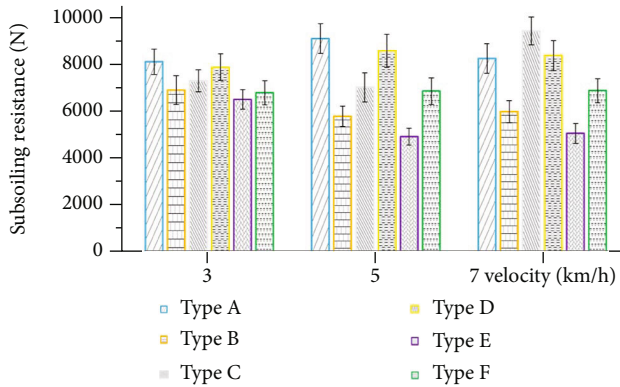 Subsoiling resistance (N)
10000
8000
6000
4000
2000
0
3
5
7 velocity (km/h)
Type A
Type D
Type B
Type E
Type C
Type F